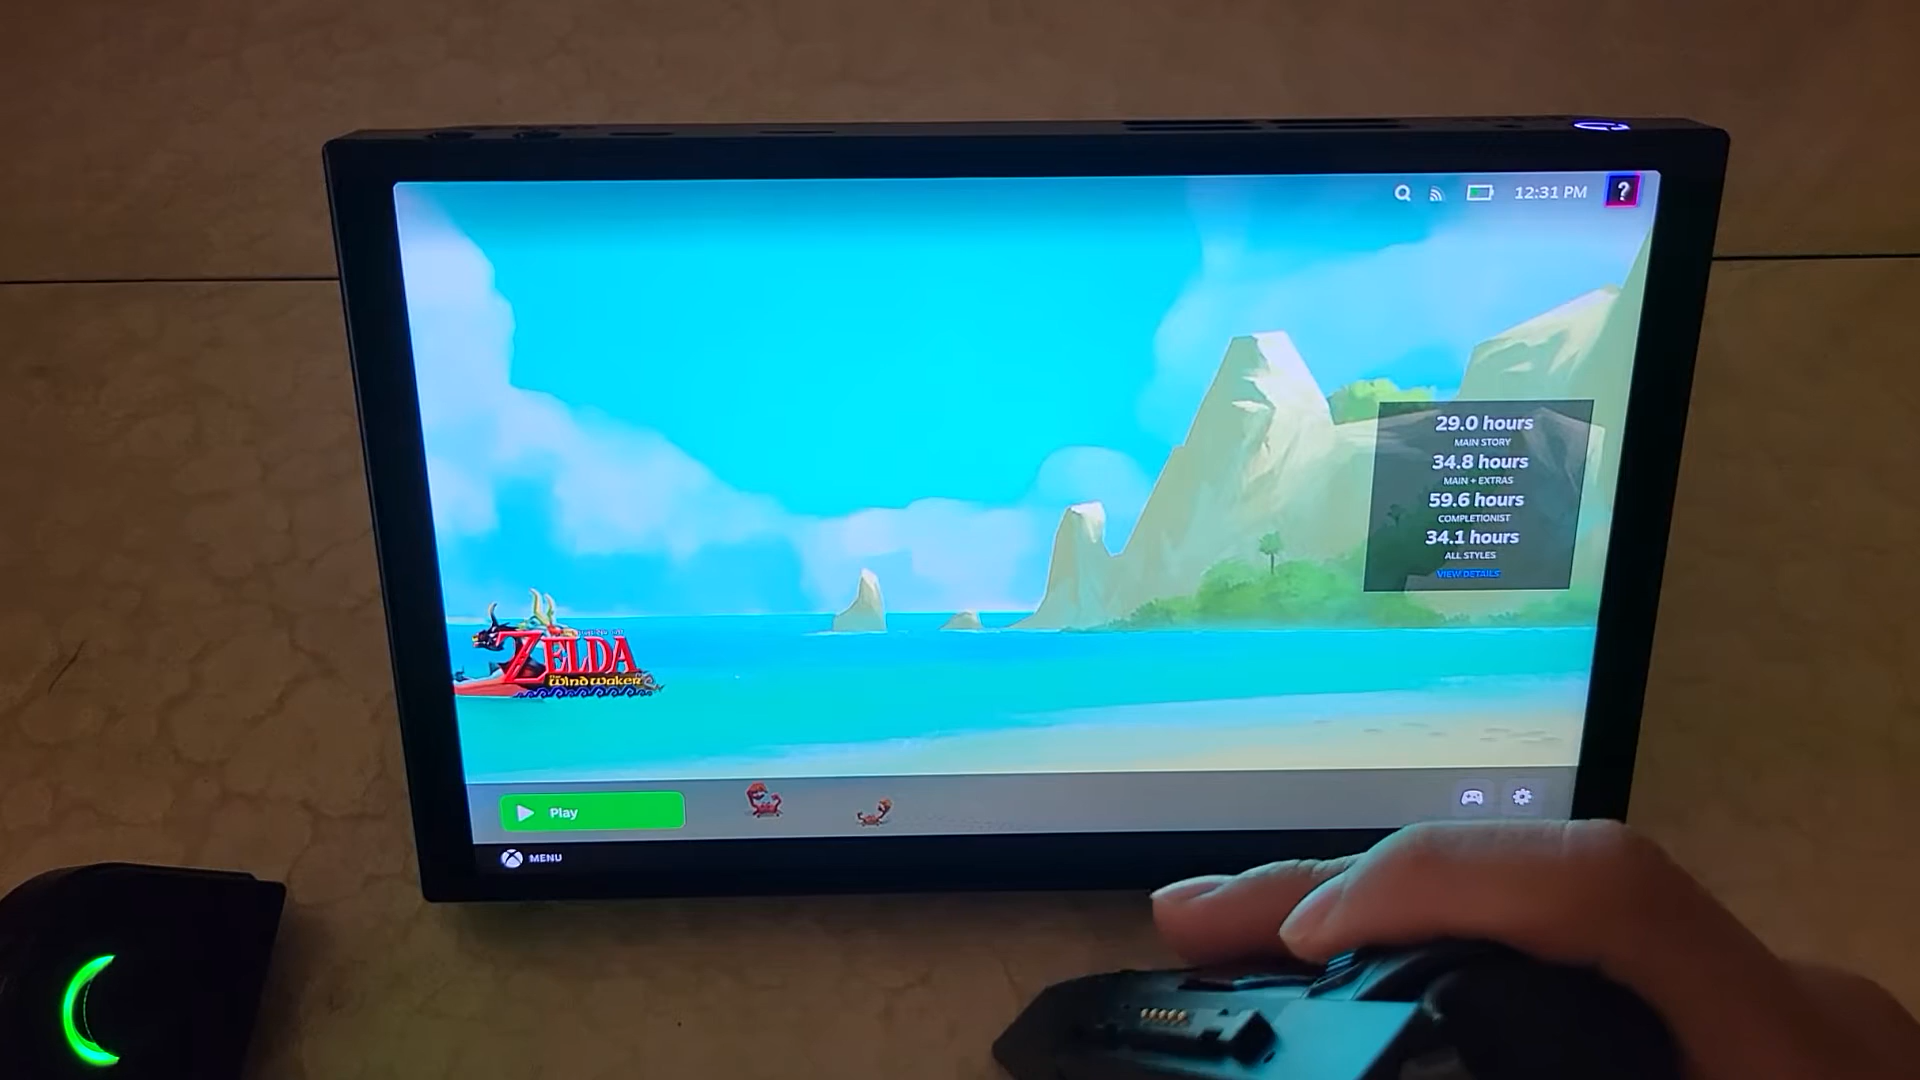 12:31 PM
?
29.0 hours
MAIN STORY
34.8 hours
MAIN + EXTRAS
59.6 hours
COMPLETIONIST
34.1 hours
ALL STYLES
VIEW DETAILS
ZELDA
Wind Waker
Play
MENU